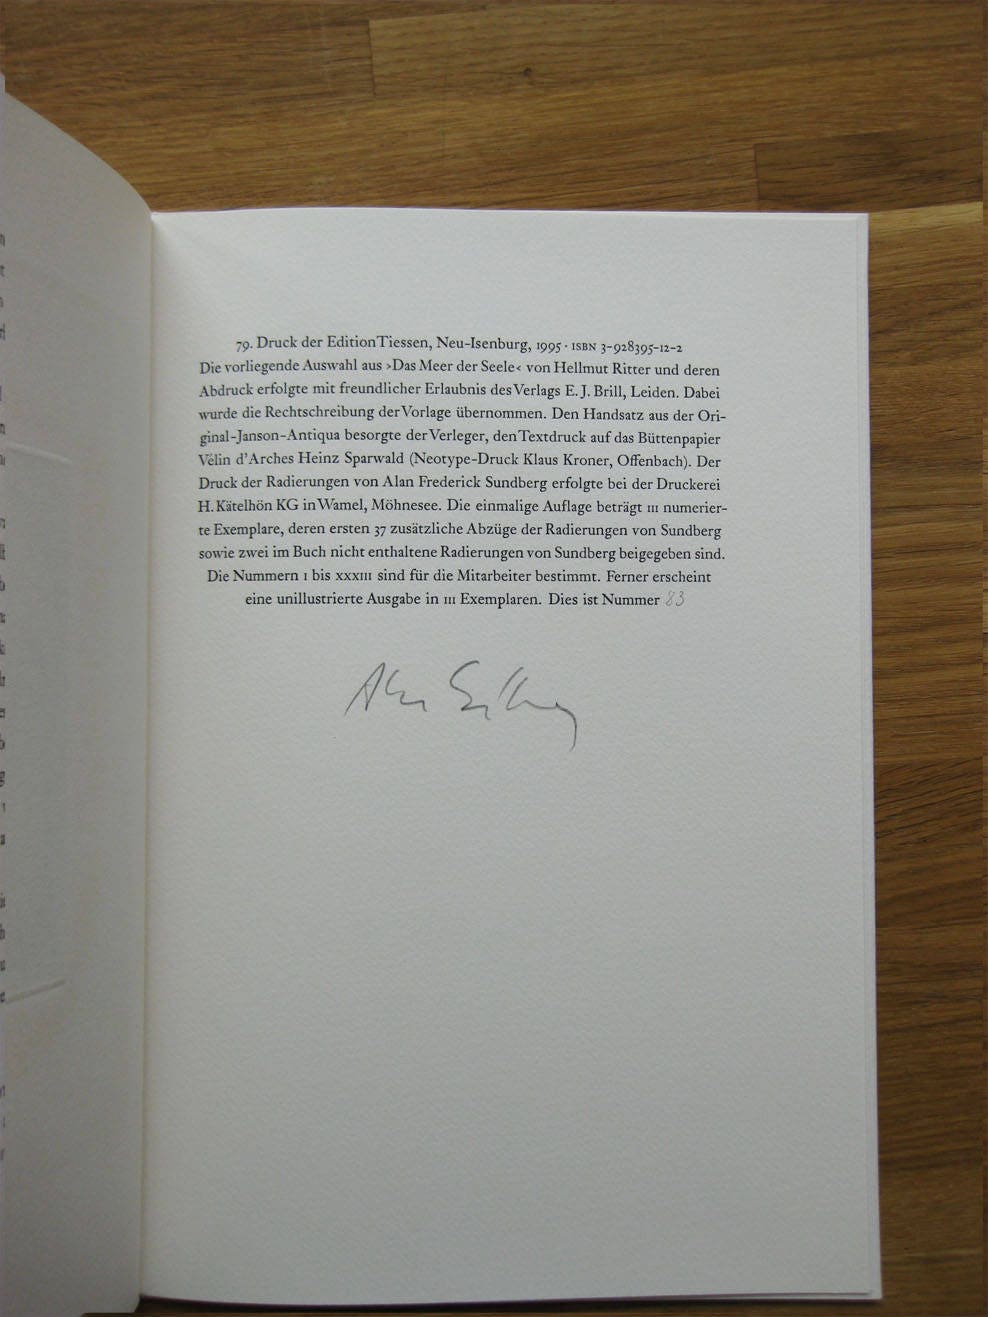 79. Druck der Edition Tiessen, Neu-Isenburg, 1995 · ISBN 3-928395-12-2
Die vorliegende Auswahl aus ›Das Meer der Seele‹ von Hellmut Ritter und deren
Abdruck erfolgte mit freundlicher Erlaubnis des Verlags E. J. Brill, Leiden. Dabei
wurde die Rechtschreibung der Vorlage übernommen. Den Handsatz aus der Ori-
ginal-Janson-Antiqua besorgte der Verleger, den Textdruck auf das Büttenpapier
Vélin d'Arches Heinz Sparwald (Neotype-Druck Klaus Kroner, Offenbach). Der
Druck der Radierungen von Alan Frederick Sundberg erfolgte bei der Druckerei
H. Kätelhön KG in Wamel, Möhnesee. Die einmalige Auflage beträgt 111 numerier-
te Exemplare, deren ersten 37 zusätzliche Abzüge der Radierungen von Sundberg
sowie zwei im Buch nicht enthaltene Radierungen von Sundberg beigegeben sind.
Die Nummern I bis XXXIII sind für die Mitarbeiter bestimmt. Ferner erscheint
eine unillustrierte Ausgabe in 111 Exemplaren. Dies ist Nummer 83